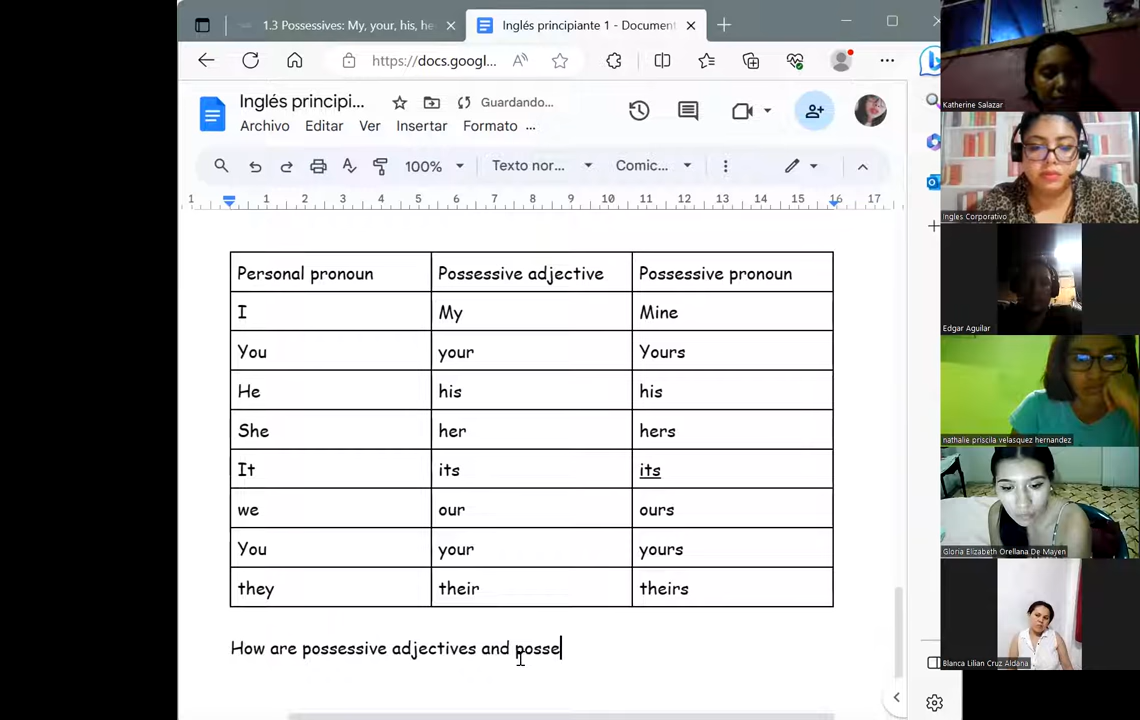 1.3 Possessives: My, your, his, he
Inglés principiante 1 - Document
https://docs.googl...
Inglés principi...
Guardando...
Archivo Editar Ver Insertar Formato ...
100% Texto nor... Comic...
1 1 2 3 4 5 6 7 8 9 10 11 12 13 14 15 16 17
Personal pronoun Possessive adjective Possessive pronoun
I My Mine
You your Yours
He his his
She her hers
It its its
we our ours
You your yours
they their theirs
How are possessive adjectives and posse
Katherine Salazar
Ingles Corporativo
Edgar Aguilar
nathalie priscila velasquez hernandez
Gloria Elizabeth Orellana De Mayen
Blanca Lilian Cruz Aldana